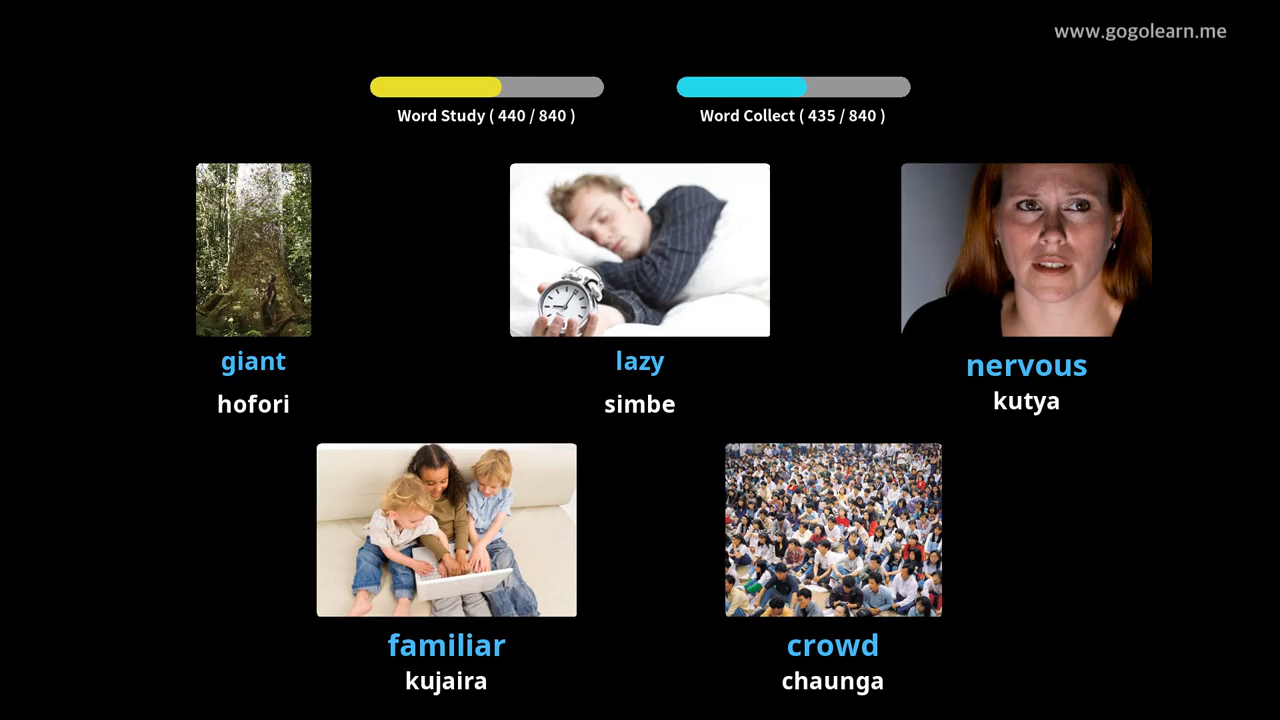 www.gogolearn.me
Word Study ( 440 / 840 )
Word Collect ( 435 / 840 )
giant
hofori
lazy
simbe
nervous
kutya
familiar
kujaira
crowd
chaunga